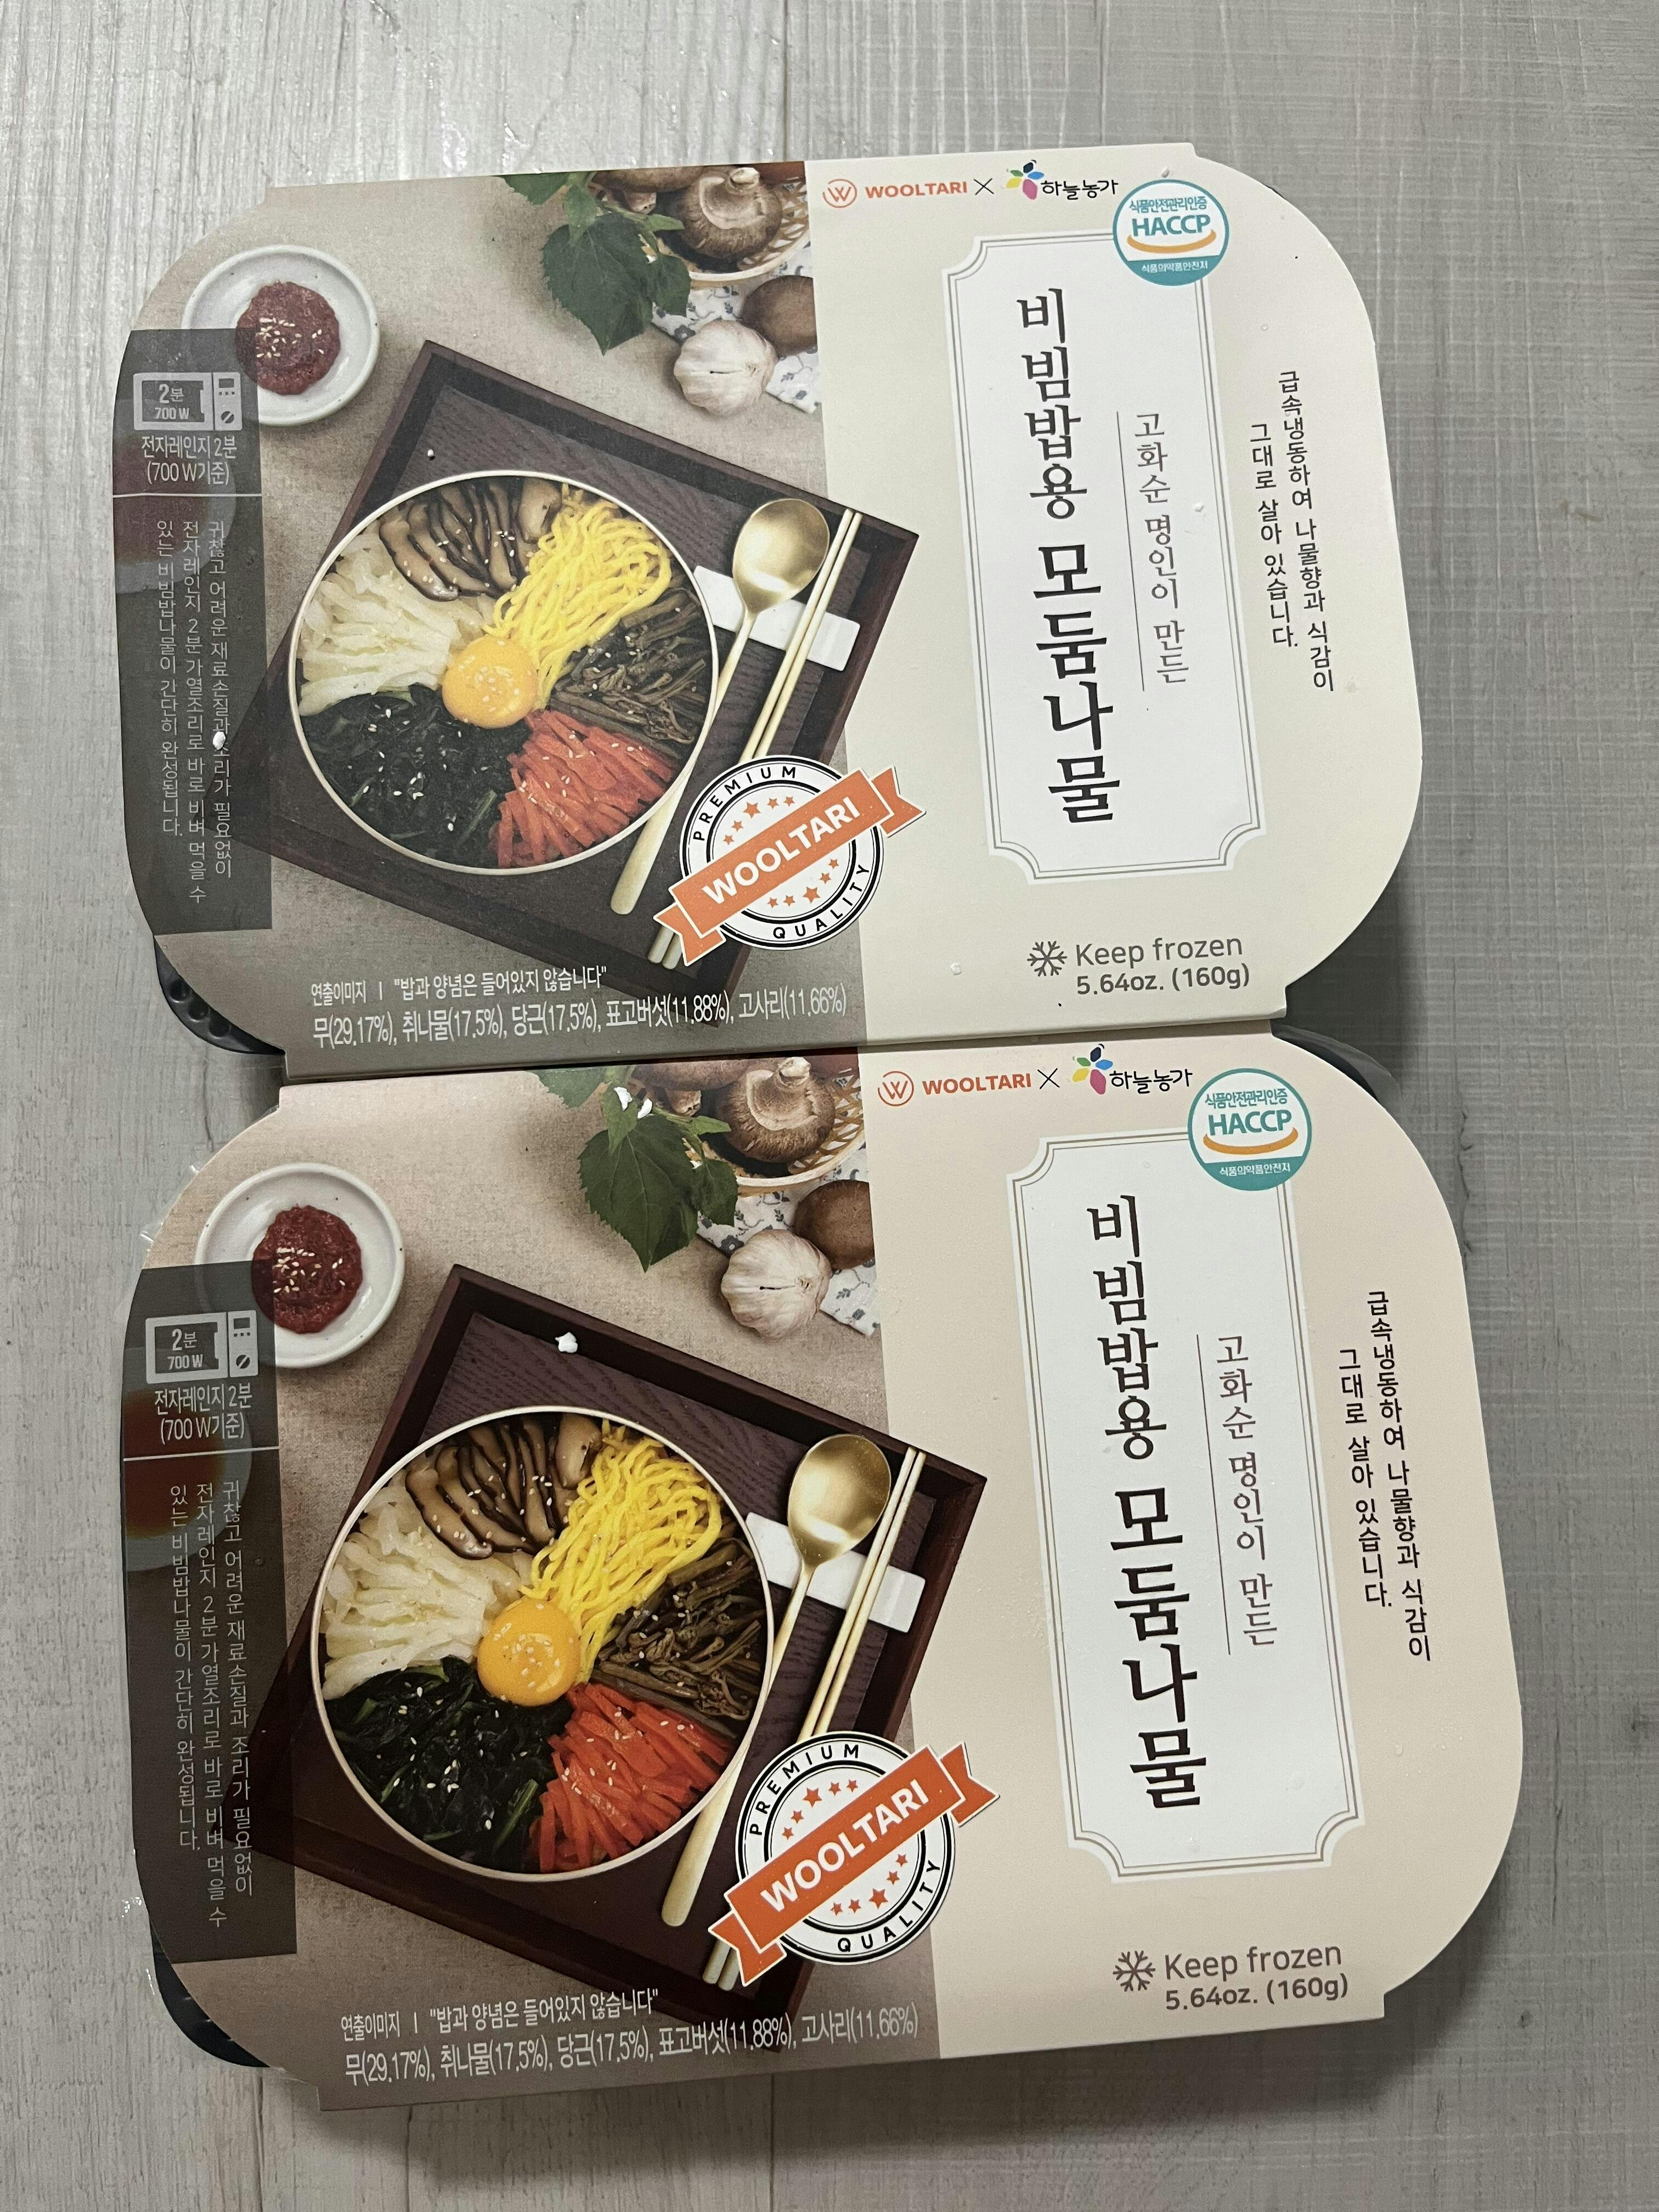 WOOLTARI X 하늘농가
식품안전관리인증
HACCP
식품의약품안전처
급속냉동하여 나물향과 식감이
그대로 살아 있습니다.
고화순 명인이 만든
비빔밥용 모둠나물
2분
700 W
전자레인지 2분
(700 W기준)
귀찮고 어려운 재료손질과 조리가 필요없이
전자레인지 2분 가열조리로 바로 비벼 먹을 수
있는 비빔밥나물이 간단히 완성됩니다.
PREMIUM
WOOLTARI
QUALITY
Keep frozen
5.64oz. (160g)
연출이미지 | "밥과 양념은 들어있지 않습니다"
무(29.17%), 취나물(17.5%), 당근(17.5%), 표고버섯(11.88%), 고사리(11.66%)
WOOLTARI X 하늘농가
식품안전관리인증
HACCP
식품의약품안전처
급속냉동하여 나물향과 식감이
그대로 살아 있습니다.
고화순 명인이 만든
비빔밥용 모둠나물
2분
700 W
전자레인지 2분
(700 W기준)
귀찮고 어려운 재료손질과 조리가 필요없이
전자레인지 2분 가열조리로 바로 비벼 먹을 수
있는 비빔밥나물이 간단히 완성됩니다.
PREMIUM
WOOLTARI
QUALITY
Keep frozen
5.64oz. (160g)
연출이미지 | "밥과 양념은 들어있지 않습니다"
무(29.17%), 취나물(17.5%), 당근(17.5%), 표고버섯(11.88%), 고사리(11.66%)